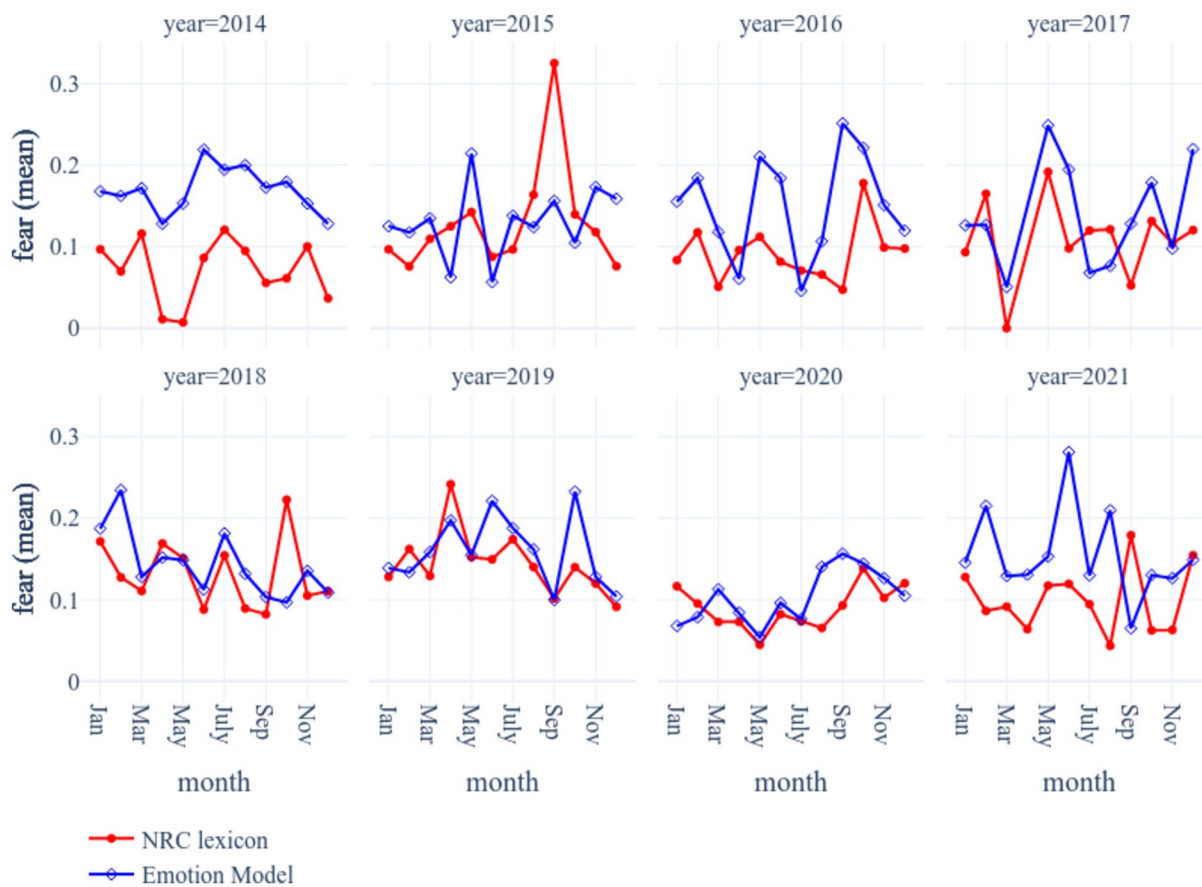 year=2014 year=2015 year=2016 year=2017
0.3
0.2
0.1
0
fear (mean)
year=2018 year=2019 year=2020 year=2021
0.3
0.2
0.1
0
fear (mean)
Jan Mar May July Sep Nov Jan Mar May July Sep Nov Jan Mar May July Sep Nov Jan Mar May July Sep Nov
month month month month
NRC lexicon
Emotion Model